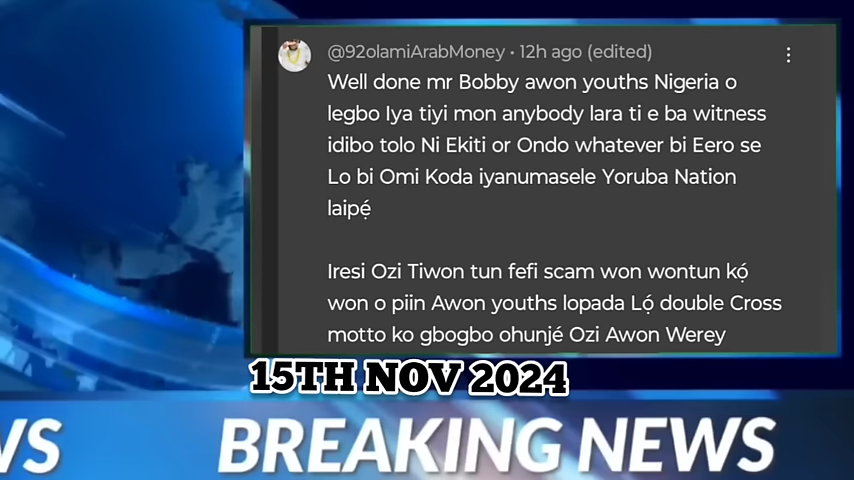 @92olamiArabMoney • 12h ago (edited)
Well done mr Bobby awon youths Nigeria o
legbo Iya tiyi mon anybody lara ti e ba witness
idibo tolo Ni Ekiti or Ondo whatever bi Eero se
Lo bi Omi Koda iyanumasele Yoruba Nation
laipẹ́
Iresi Ozi Tiwon tun fefi scam won wontun kọ́
won o piin Awon youths lopada Lọ́ double Cross
motto ko gbogbo ohunjé Ozi Awon Werey
15TH NOV 2024
WS BREAKING NEWS